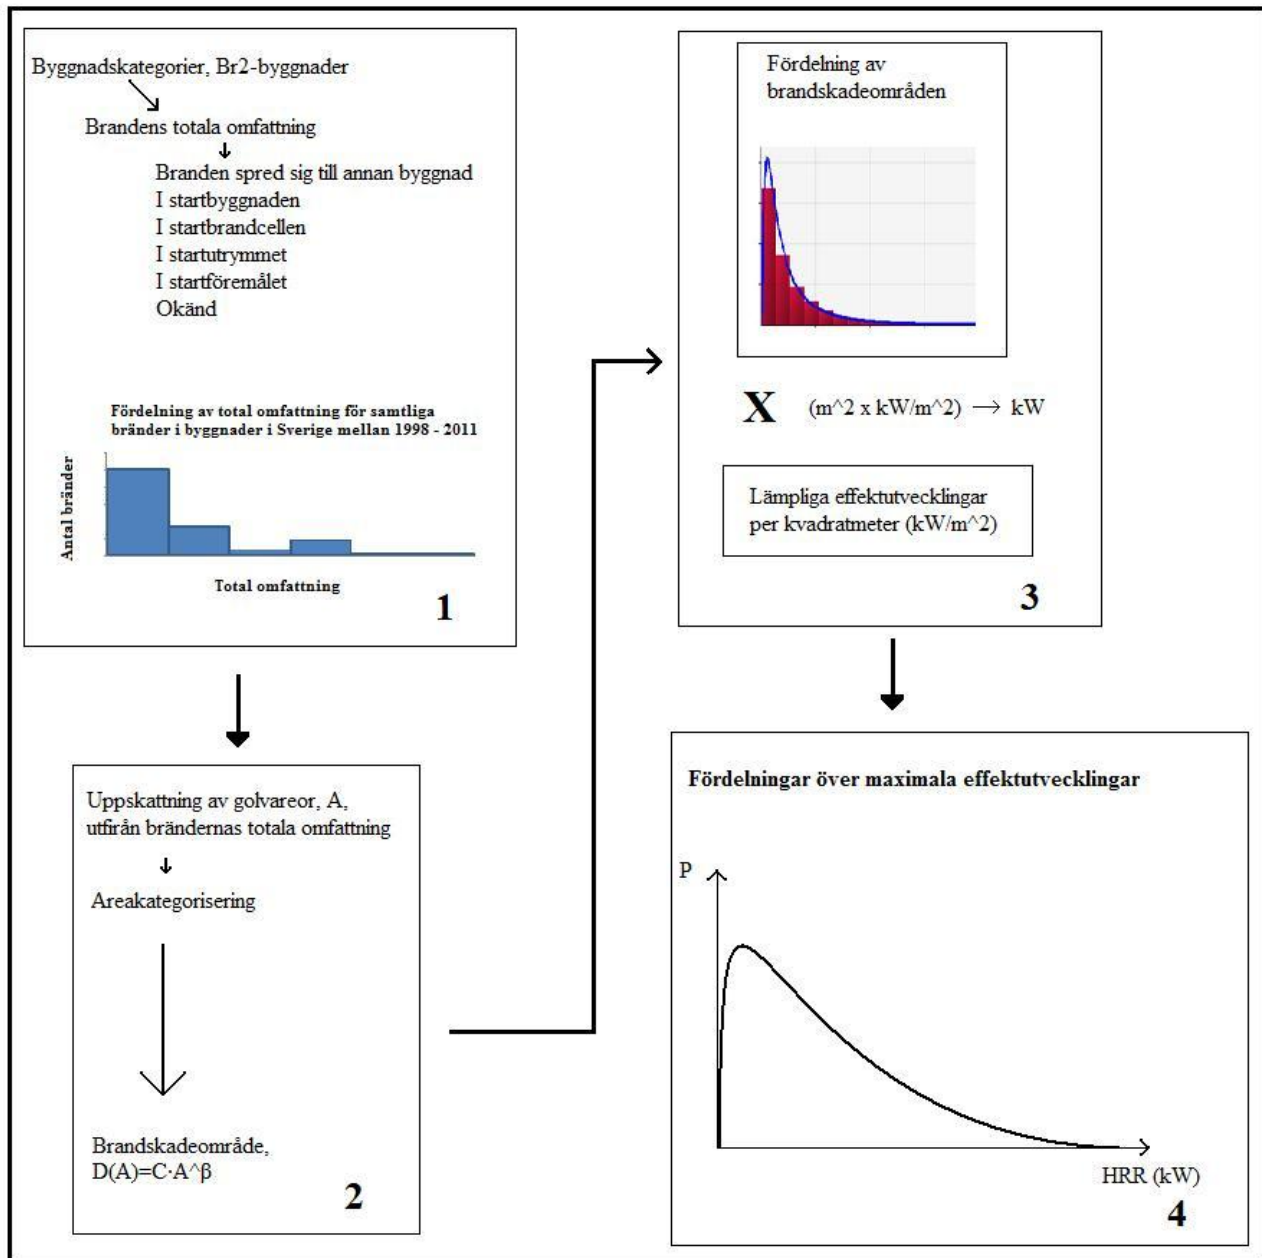 Byggnadskategorier, Br2-byggnader
Brandens totala omfattning
Branden spred sig till annan byggnad
I startbyggnaden
I startbrandcellen
I startutrymmet
I startföremålet
Okänd
Fördelning av total omfattning för samtliga
bränder i byggnader i Sverige mellan 1998 - 2011
Antal bränder
Total omfattning
1
Uppskattning av golvareor, A,
utfirån brändernas totala omfattning
Areakategorisering
Brandskadeområde,
D(A)=C·A^β
2
Fördelning av
brandskadeområden
X (m^2 x kW/m^2) → kW
Lämpliga effektutvecklingar
per kvadratmeter (kW/m^2)
3
Fördelningar över maximala effektutvecklingar
P
HRR (kW)
4